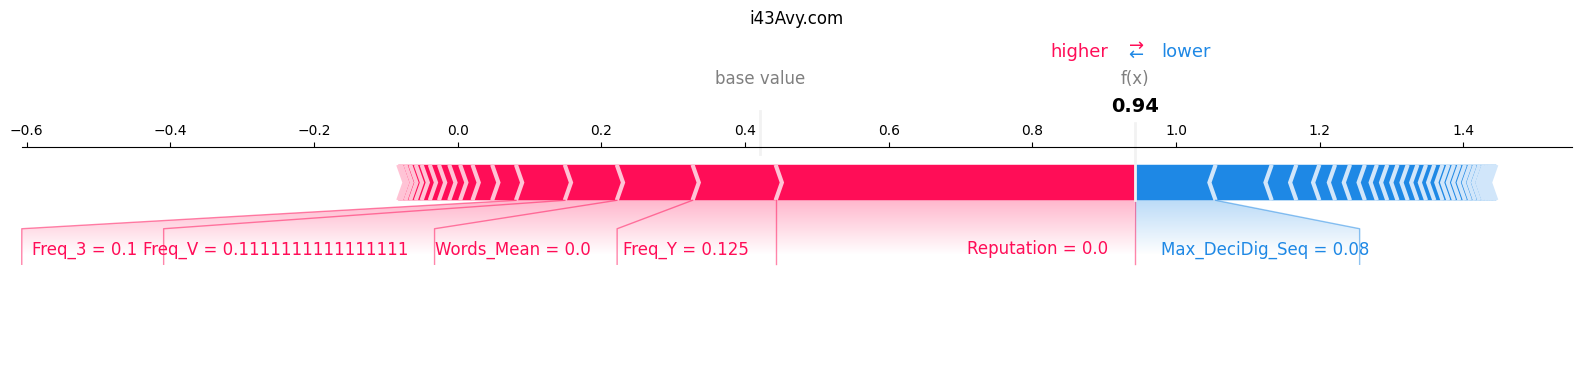 i43Avy.com
higher ⇄ lower
base value f(x)
0.94
−0.6 −0.4 −0.2 0.0 0.2 0.4 0.6 0.8 1.0 1.2 1.4
Freq_3 = 0.1 Freq_V = 0.1111111111111111 Words_Mean = 0.0 Freq_Y = 0.125 Reputation = 0.0 Max_DeciDig_Seq = 0.08